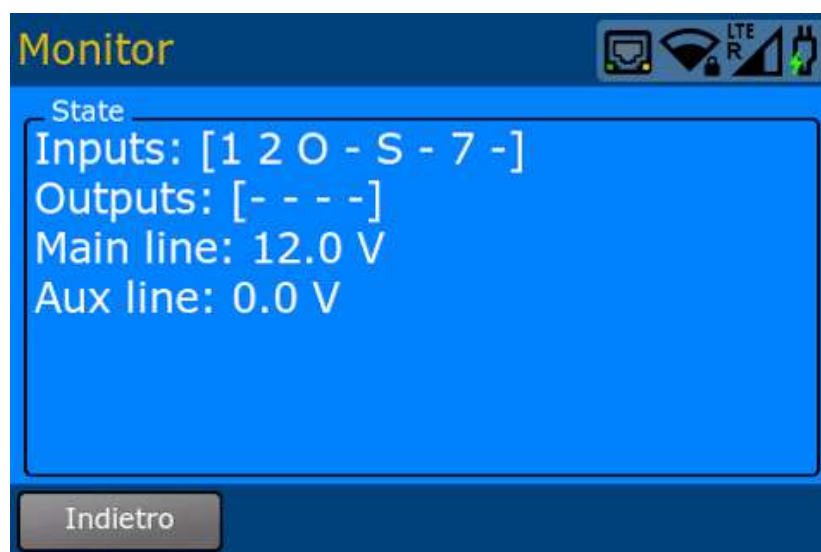 Monitor
LTE
R
State
Inputs: [1 2 O - S - 7 -]
Outputs: [- - - -]
Main line: 12.0 V
Aux line: 0.0 V
Indietro